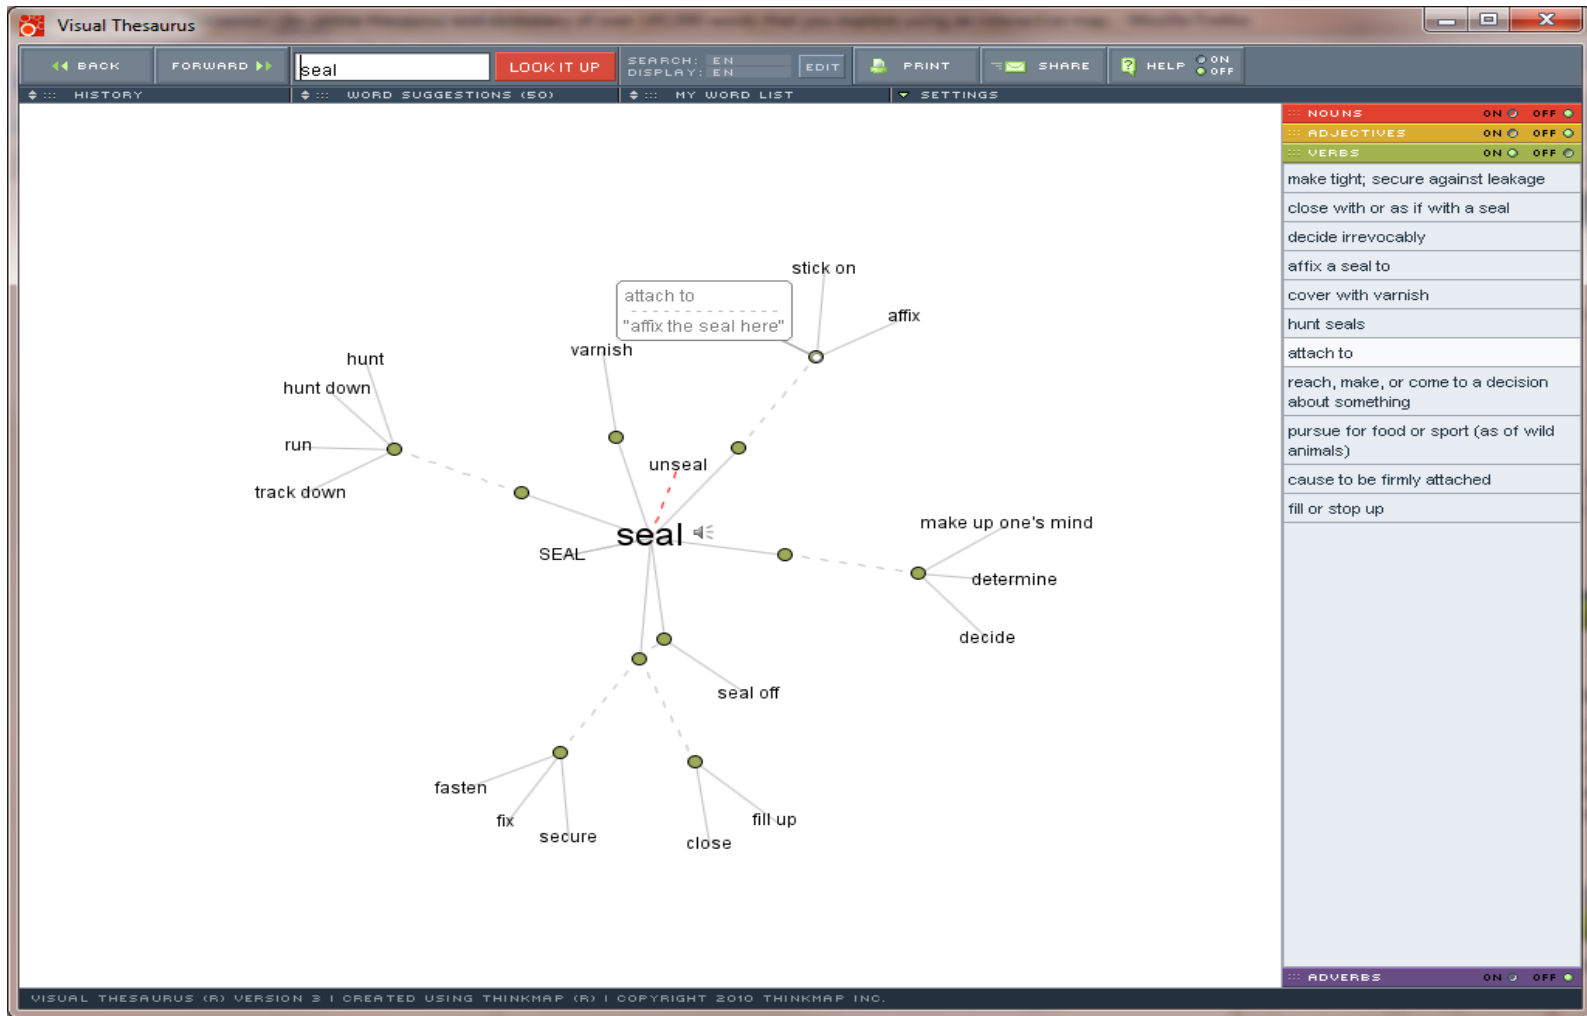 Visual Thesaurus
BACK
FORWARD
seal
LOOK IT UP
SEARCH: EN
DISPLAY: EN
EDIT
PRINT
SHARE
HELP
ON
OFF
HISTORY
WORD SUGGESTIONS (50)
MY WORD LIST
SETTINGS
stick on
attach to
"affix the seal here"
affix
varnish
hunt
hunt down
run
track down
unseal
seal
SEAL
make up one's mind
determine
decide
seal off
fasten
fix
secure
fill up
close
NOUNS ON OFF
ADJECTIVES ON OFF
VERBS ON OFF
make tight; secure against leakage
close with or as if with a seal
decide irrevocably
affix a seal to
cover with varnish
hunt seals
attach to
reach, make, or come to a decision
about something
pursue for food or sport (as of wild
animals)
cause to be firmly attached
fill or stop up
ADVERBS ON OFF
VISUAL THESAURUS (R) VERSION 3 | CREATED USING THINKMAP (R) | COPYRIGHT 2010 THINKMAP INC.